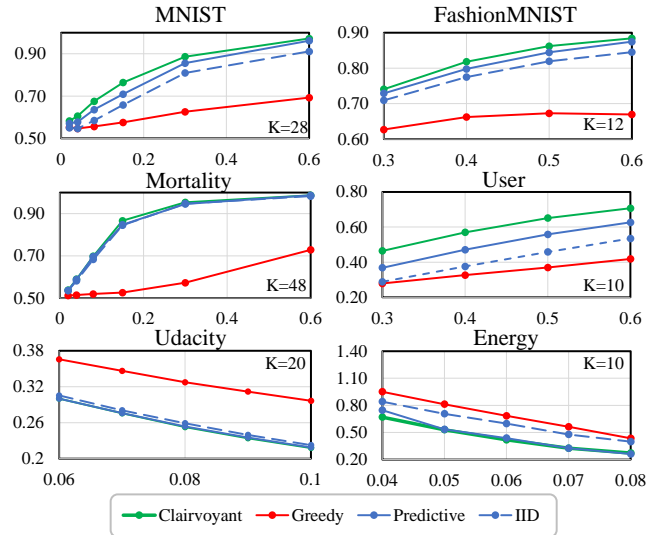 MNIST
FashionMNIST
0.90
0.70
0.50
K=28
0 0.2 0.4 0.6
0.90
0.80
0.70
0.60
K=12
0.3 0.4 0.5 0.6
Mortality
User
0.90
0.70
0.50
K=48
0 0.2 0.4 0.6
0.80
0.60
0.40
0.20
K=10
0.3 0.4 0.5 0.6
Udacity
Energy
0.38
0.32
0.26
0.2
K=20
0.06 0.08 0.1
1.40
1.10
0.80
0.50
0.20
K=10
0.04 0.05 0.06 0.07 0.08
Clairvoyant Greedy Predictive IID